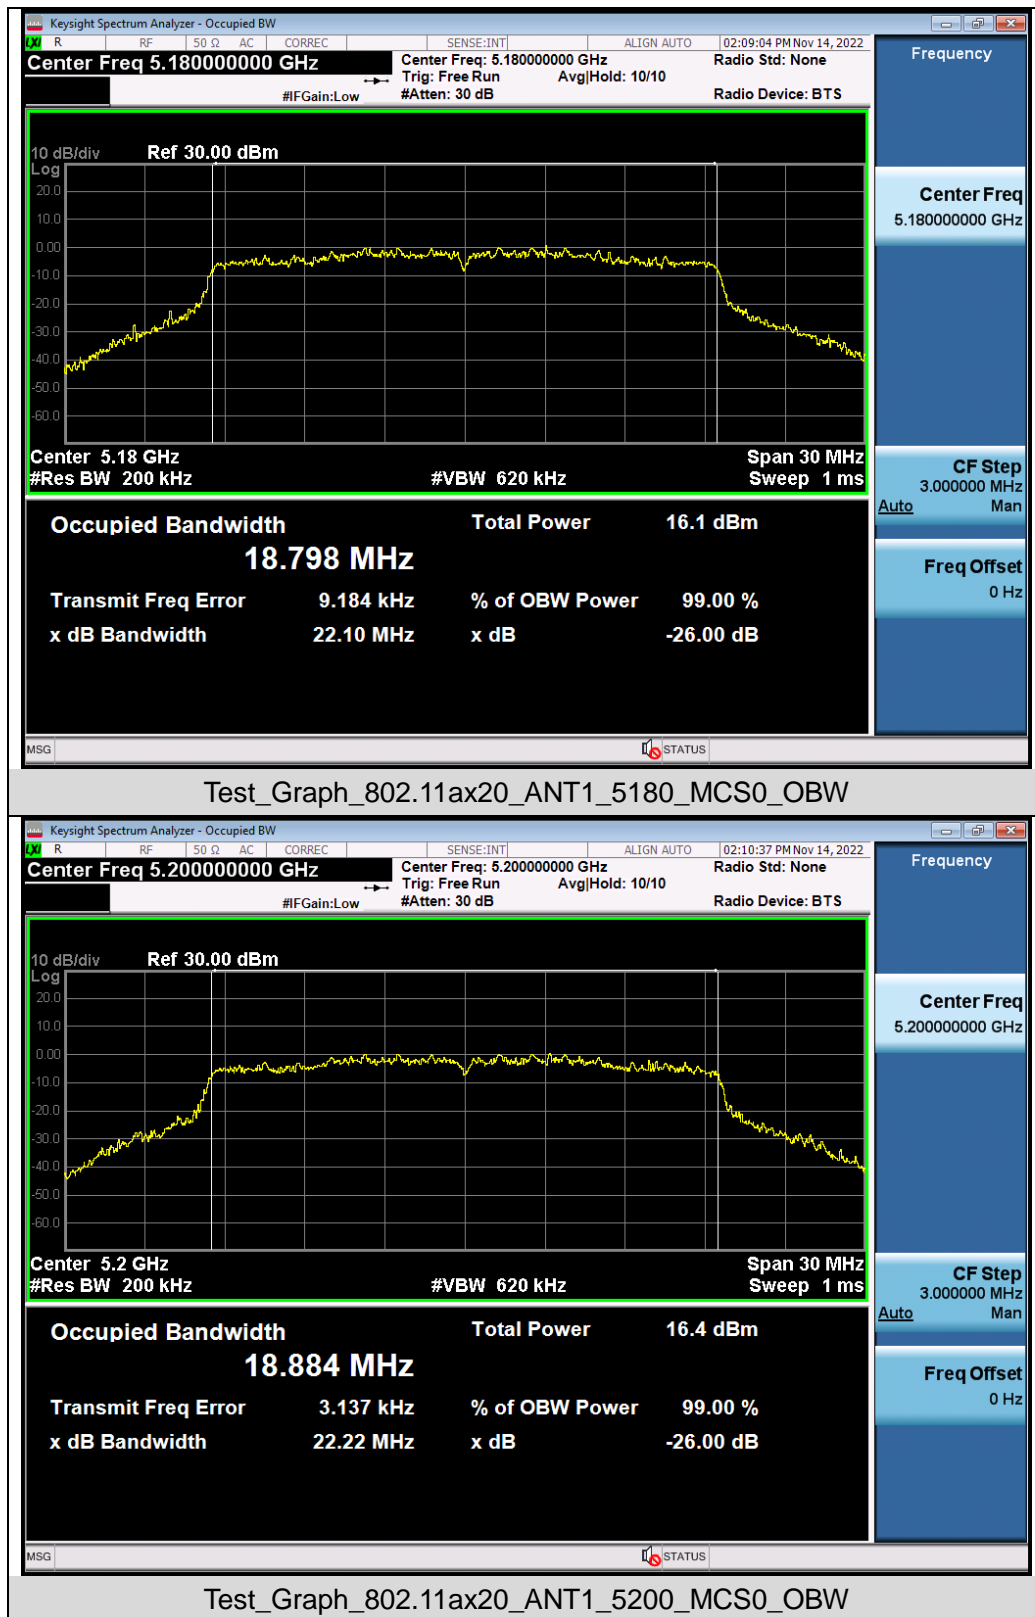 Keysight Spectrum Analyzer - Occupied BW
LXI R RF 50 Ω AC CORREC SENSE:INT ALIGN AUTO 02:09:04 PM Nov 14, 2022
Center Freq 5.180000000 GHz
Center Freq: 5.180000000 GHz Radio Std: None
Trig: Free Run Avg|Hold: 10/10
#IFGain:Low #Atten: 30 dB Radio Device: BTS
Frequency
10 dB/div Ref 30.00 dBm
Log
20.0
10.0
0.00
-10.0
-20.0
-30.0
-40.0
-50.0
-60.0
Center Freq
5.180000000 GHz
Center 5.18 GHz Span 30 MHz
#Res BW 200 kHz #VBW 620 kHz Sweep 1 ms
CF Step
3.000000 MHz
Auto Man
Occupied Bandwidth Total Power 16.1 dBm
18.798 MHz
Freq Offset
0 Hz
Transmit Freq Error 9.184 kHz % of OBW Power 99.00 %
x dB Bandwidth 22.10 MHz x dB -26.00 dB
MSG STATUS
Test_Graph_802.11ax20_ANT1_5180_MCS0_OBW
Keysight Spectrum Analyzer - Occupied BW
LXI R RF 50 Ω AC CORREC SENSE:INT ALIGN AUTO 02:10:37 PM Nov 14, 2022
Center Freq 5.200000000 GHz
Center Freq: 5.200000000 GHz Radio Std: None
Trig: Free Run Avg|Hold: 10/10
#IFGain:Low #Atten: 30 dB Radio Device: BTS
Frequency
10 dB/div Ref 30.00 dBm
Log
20.0
10.0
0.00
-10.0
-20.0
-30.0
-40.0
-50.0
-60.0
Center Freq
5.200000000 GHz
Center 5.2 GHz Span 30 MHz
#Res BW 200 kHz #VBW 620 kHz Sweep 1 ms
CF Step
3.000000 MHz
Auto Man
Occupied Bandwidth Total Power 16.4 dBm
18.884 MHz
Freq Offset
0 Hz
Transmit Freq Error 3.137 kHz % of OBW Power 99.00 %
x dB Bandwidth 22.22 MHz x dB -26.00 dB
MSG STATUS
Test_Graph_802.11ax20_ANT1_5200_MCS0_OBW